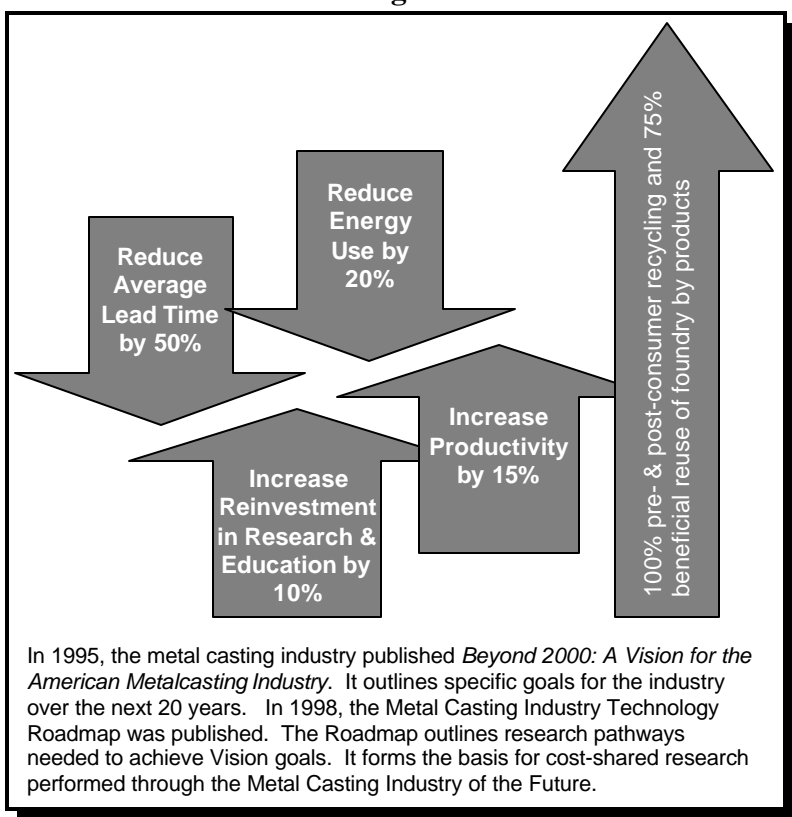 Reduce
Average
Lead Time
by 50%
Reduce
Energy
Use by
20%
Increase
Reinvestment
in Research &
Education by
10%
Increase
Productivity
by 15%
100% pre- & post-consumer recycling and 75%
beneficial reuse of foundry by products
In 1995, the metal casting industry published Beyond 2000: A Vision for the
American Metalcasting Industry. It outlines specific goals for the industry
over the next 20 years. In 1998, the Metal Casting Industry Technology
Roadmap was published. The Roadmap outlines research pathways
needed to achieve Vision goals. It forms the basis for cost-shared research
performed through the Metal Casting Industry of the Future.